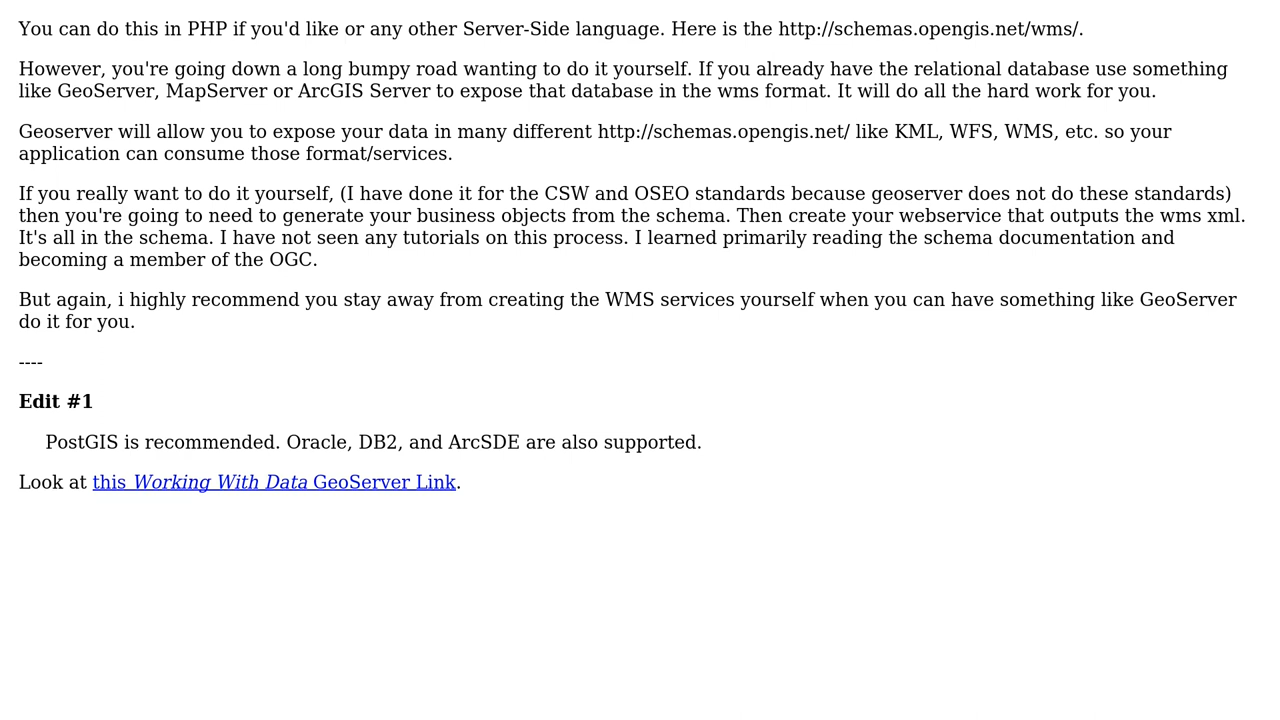 You can do this in PHP if you'd like or any other Server-Side language. Here is the http://schemas.opengis.net/wms/.
However, you're going down a long bumpy road wanting to do it yourself. If you already have the relational database use something
like GeoServer, MapServer or ArcGIS Server to expose that database in the wms format. It will do all the hard work for you.
Geoserver will allow you to expose your data in many different http://schemas.opengis.net/ like KML, WFS, WMS, etc. so your
application can consume those format/services.
If you really want to do it yourself, (I have done it for the CSW and OSEO standards because geoserver does not do these standards)
then you're going to need to generate your business objects from the schema. Then create your webservice that outputs the wms xml.
It's all in the schema. I have not seen any tutorials on this process. I learned primarily reading the schema documentation and
becoming a member of the OGC.
But again, i highly recommend you stay away from creating the WMS services yourself when you can have something like GeoServer
do it for you.
----
Edit #1
PostGIS is recommended. Oracle, DB2, and ArcSDE are also supported.
Look at this Working With Data GeoServer Link.